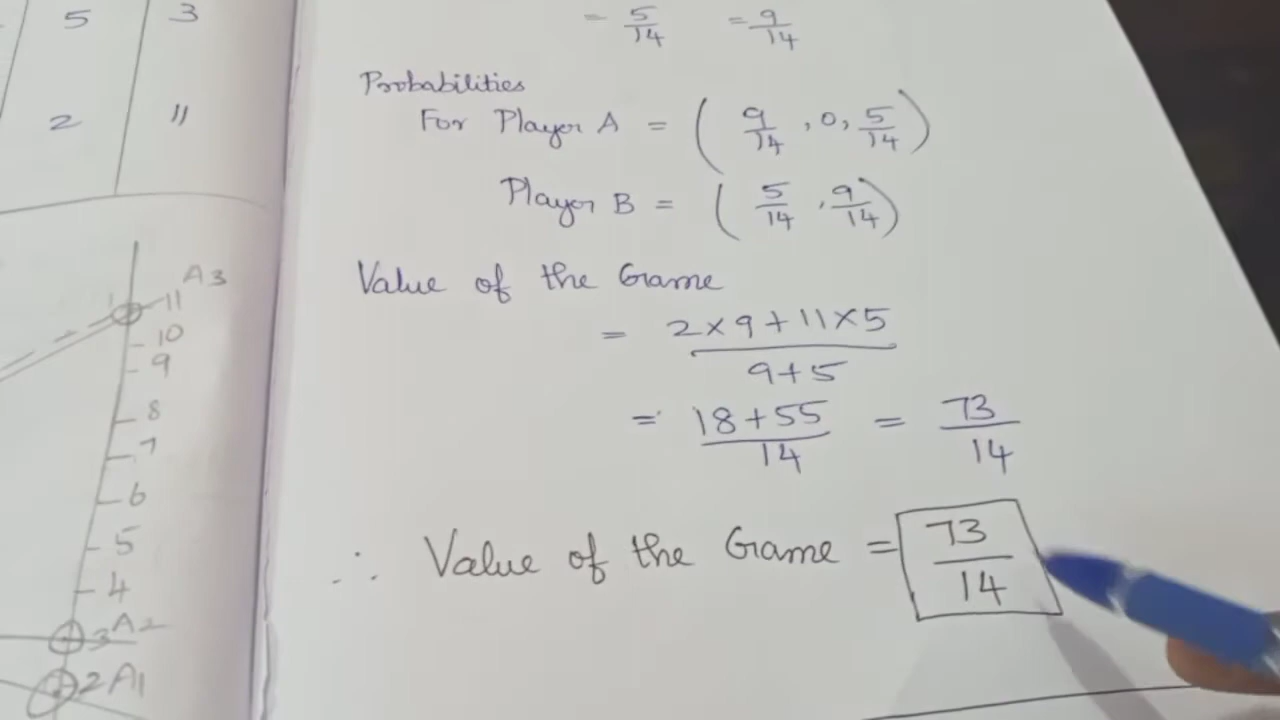 5 3
2 11
A3
11
10
9
8
7
6
5
4
3 A2
2 A1
= 5/14 = 9/14
Probabilities
For Player A = ( 9/14 , 0 , 5/14 )
Player B = ( 5/14 , 9/14 )
Value of the Game
= 2 × 9 + 11 × 5 / 9 + 5
= 18 + 55 / 14 = 73 / 14
∴ Value of the Game = 73 / 14